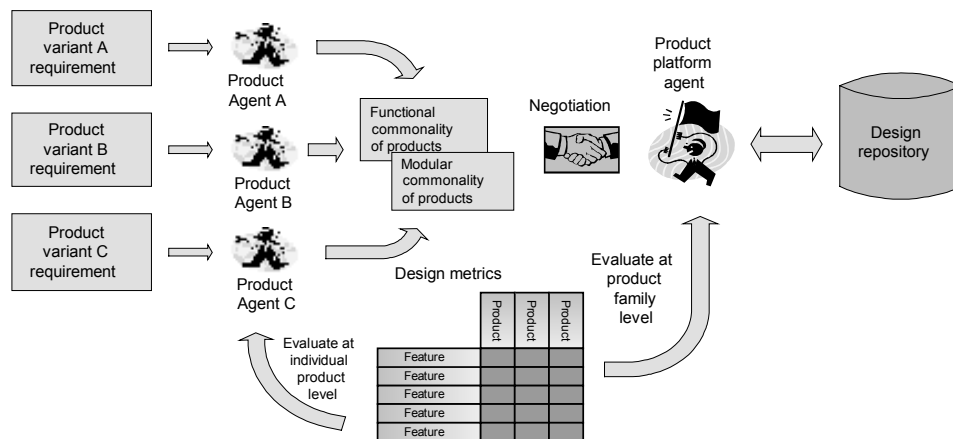 Product
variant A
requirement
Product
Agent A
Product
variant B
requirement
Product
Agent B
Product
variant C
requirement
Product
Agent C
Functional
commonality
of products
Modular
commonality
of products
Negotiation
Product
platform
agent
Design
repository
Design metrics
Product
Product
Product
Feature
Feature
Feature
Feature
Feature
Evaluate at
individual
product
level
Evaluate at
product
family
level